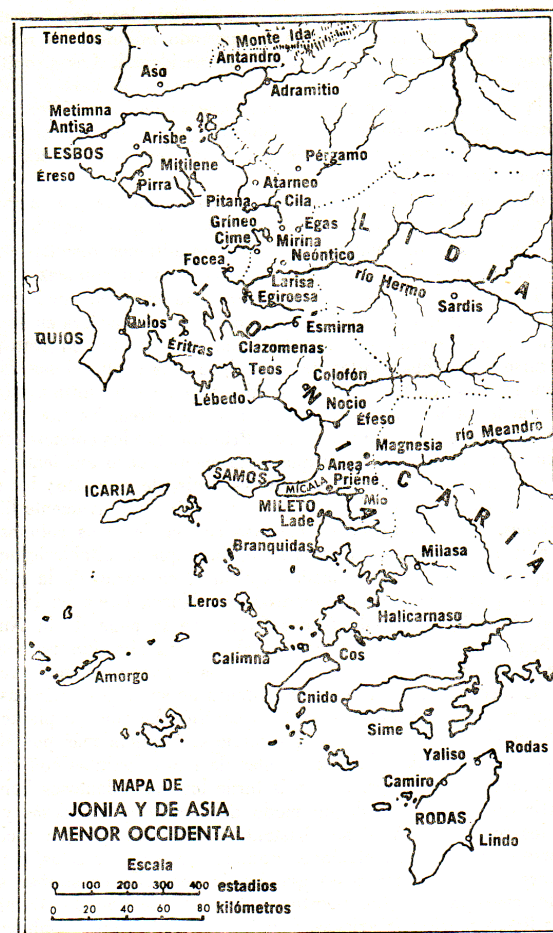 Ténedos
Monte Ida
Antandro
Aso
Adramitio
Metimna
Antisa
Arisbe
LESBOS
Mitilene
Éreso
Pirra
Pérgamo
Atarneo
Pitana
Cila
Gríneo
Egas
Cime
Mirina
Neóntico
Focea
Larisa
Egiroesa
río Hermo
LIDIA
Sardis
QUIOS
Quios
Éritras
Esmirna
Clazomenas
JONIA
Teos
Colofón
Lébedo
Nocio
Éfeso
Magnesia
río Meandro
Anea
SAMOS
MÍCALA
Priene
ICARIA
Mio
CARIA
MILETO
Lade
Branquidas
Milasa
Leros
Halicarnaso
Calimna
Cos
Amorgo
Cnido
Sime
Yaliso
Rodas
Camiro
RODAS
Lindo
MAPA DE
JONIA Y DE ASIA
MENOR OCCIDENTAL
Escala
0 100 200 300 400 estadios
0 20 40 60 80 kilómetros